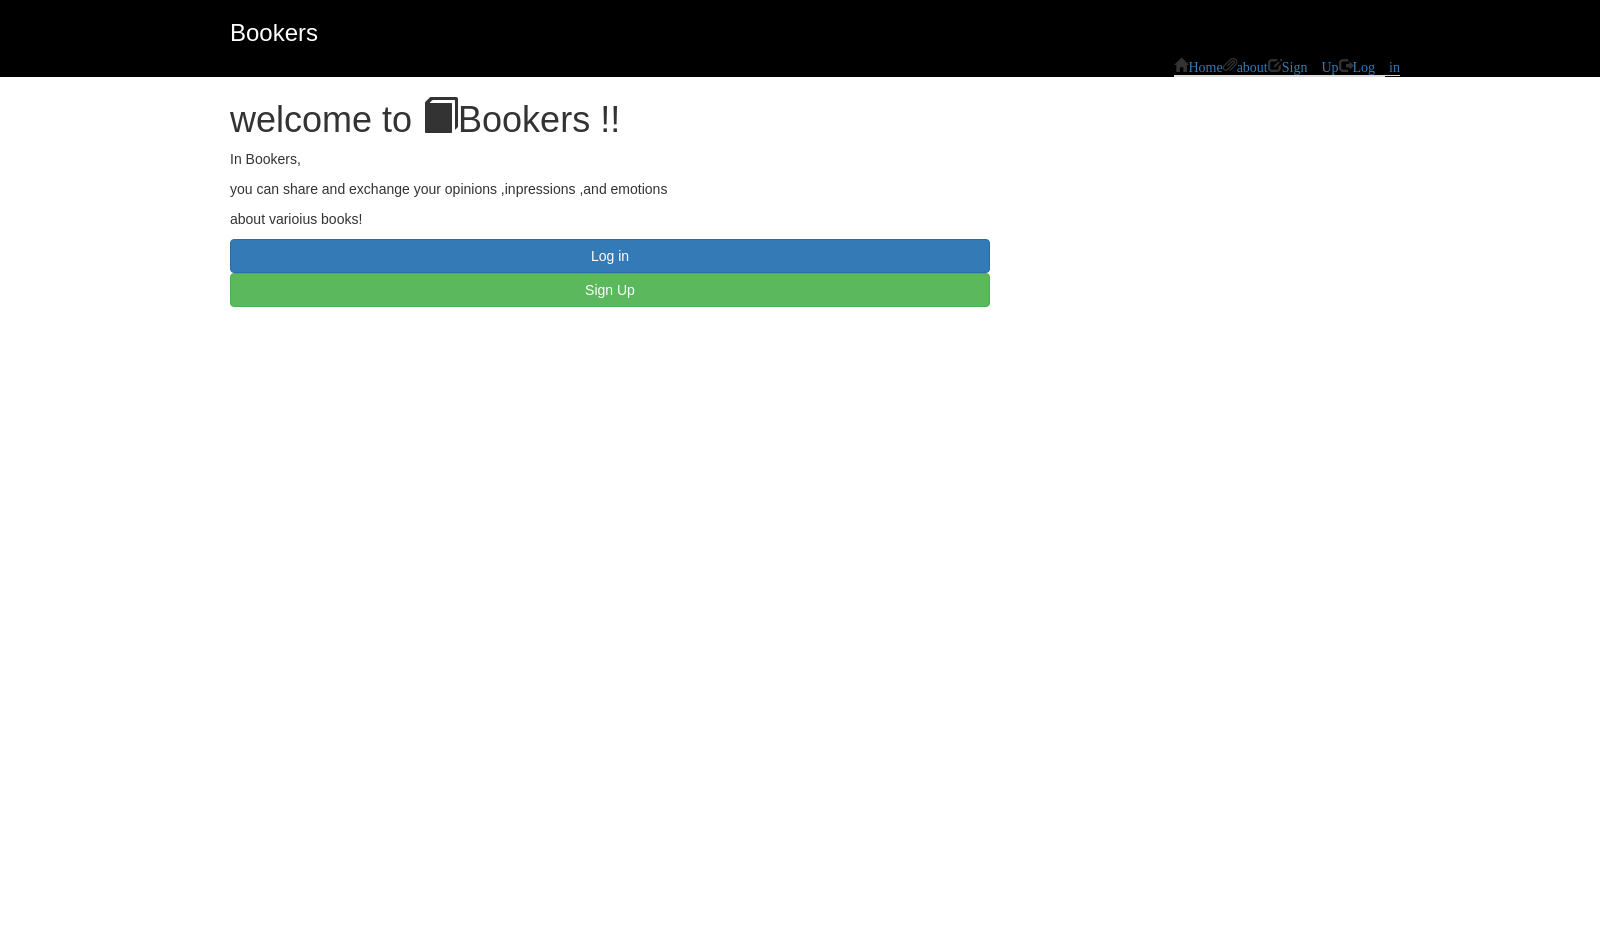 Bookers
Home about Sign Up Log in
welcome to Bookers !!
In Bookers,
you can share and exchange your opinions ,inpressions ,and emotions
about varioius books!
Log in
Sign Up